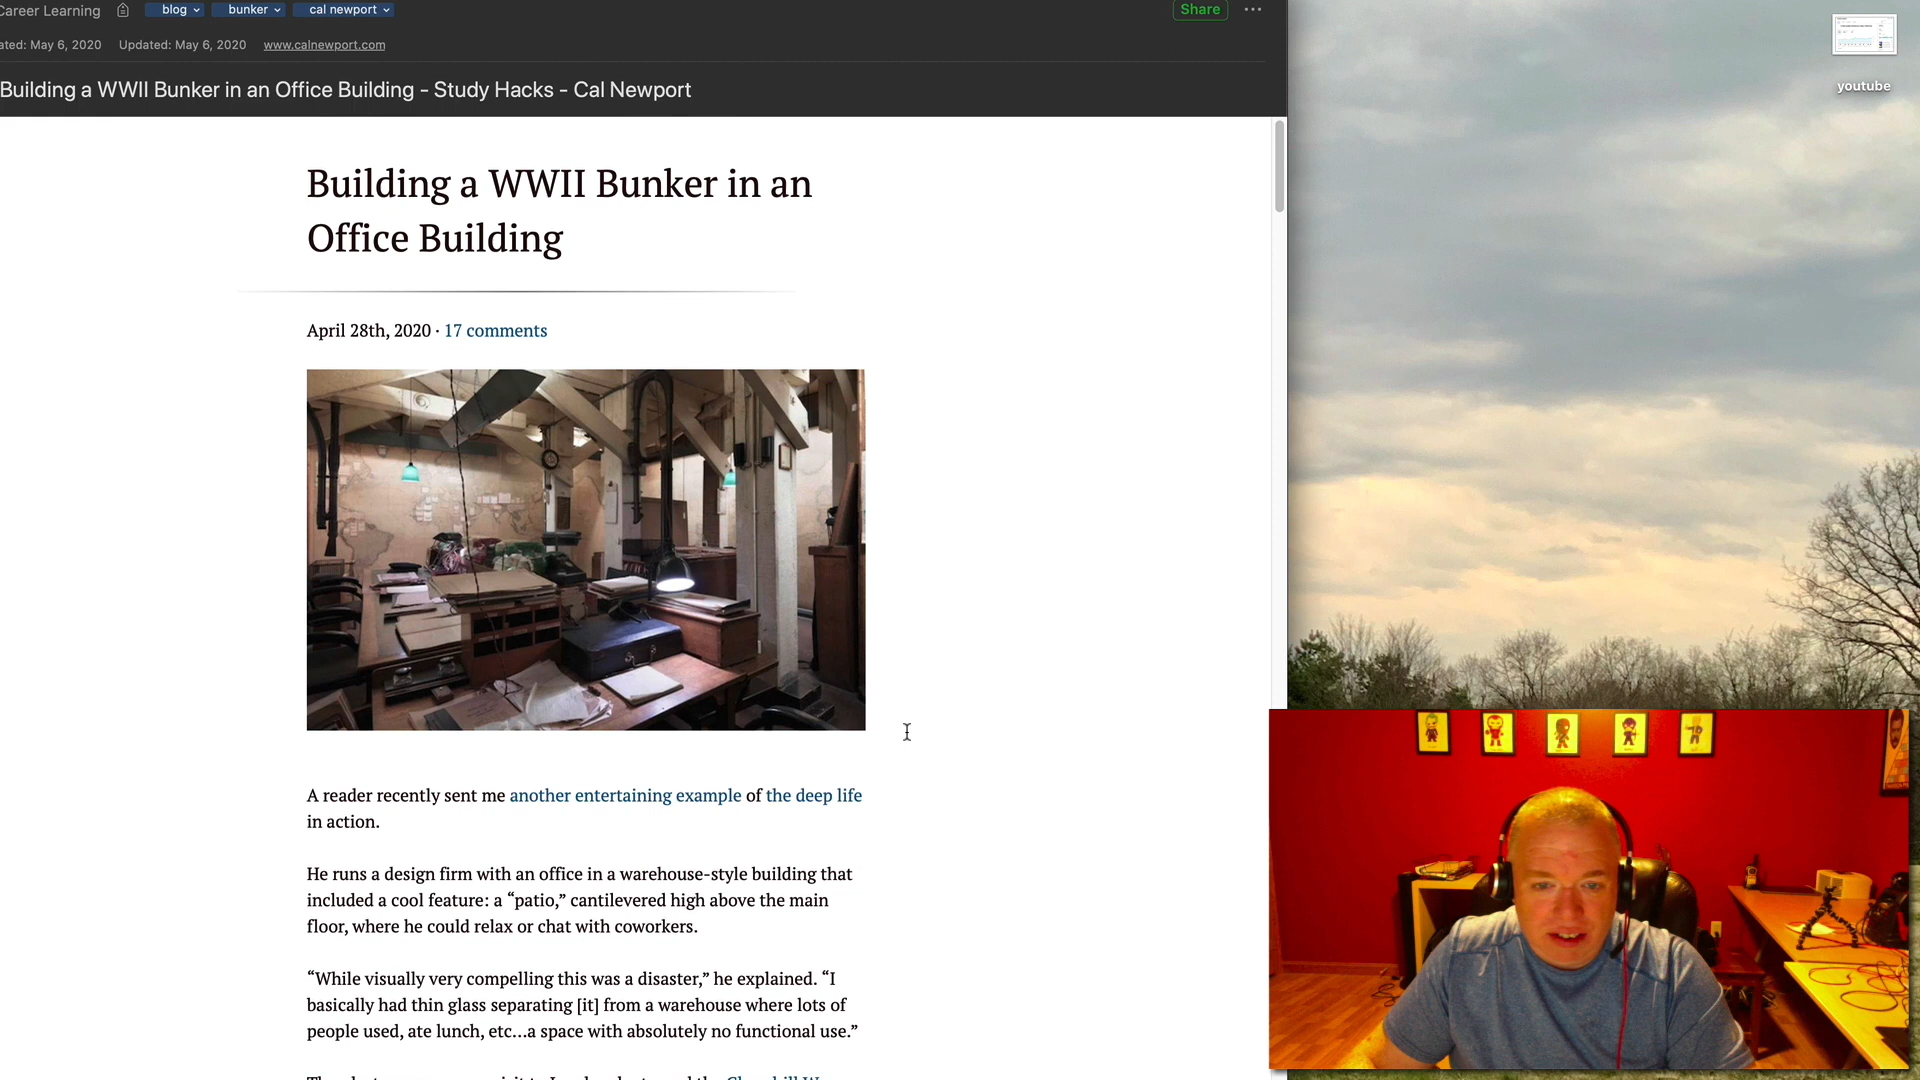 Career Learning
blog
bunker
cal newport
Share
ated: May 6, 2020
Updated: May 6, 2020
www.calnewport.com
Building a WWII Bunker in an Office Building - Study Hacks - Cal Newport
Building a WWII Bunker in an
Office Building
April 28th, 2020 · 17 comments
A reader recently sent me another entertaining example of the deep life
in action.
He runs a design firm with an office in a warehouse-style building that
included a cool feature: a “patio,” cantilevered high above the main
floor, where he could relax or chat with coworkers.
“While visually very compelling this was a disaster,” he explained. “I
basically had thin glass separating [it] from a warehouse where lots of
people used, ate lunch, etc…a space with absolutely no functional use.”
youtube